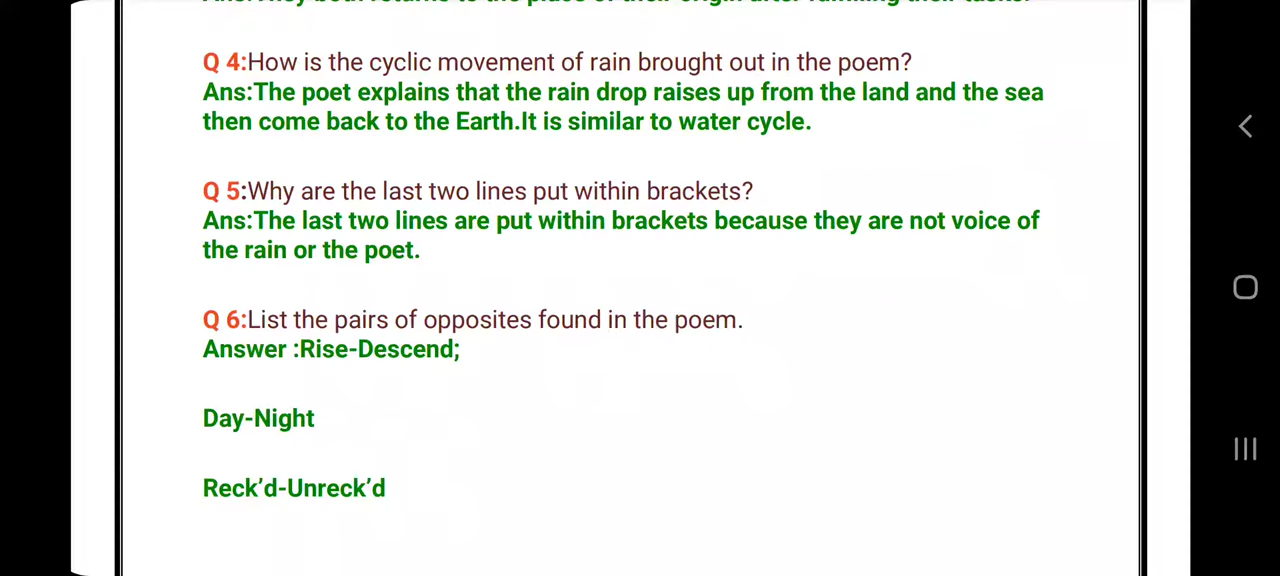 Q 4:How is the cyclic movement of rain brought out in the poem?
Ans:The poet explains that the rain drop raises up from the land and the sea
then come back to the Earth.It is similar to water cycle.
Q 5:Why are the last two lines put within brackets?
Ans:The last two lines are put within brackets because they are not voice of
the rain or the poet.
Q 6:List the pairs of opposites found in the poem.
Answer :Rise-Descend;
Day-Night
Reck’d-Unreck’d